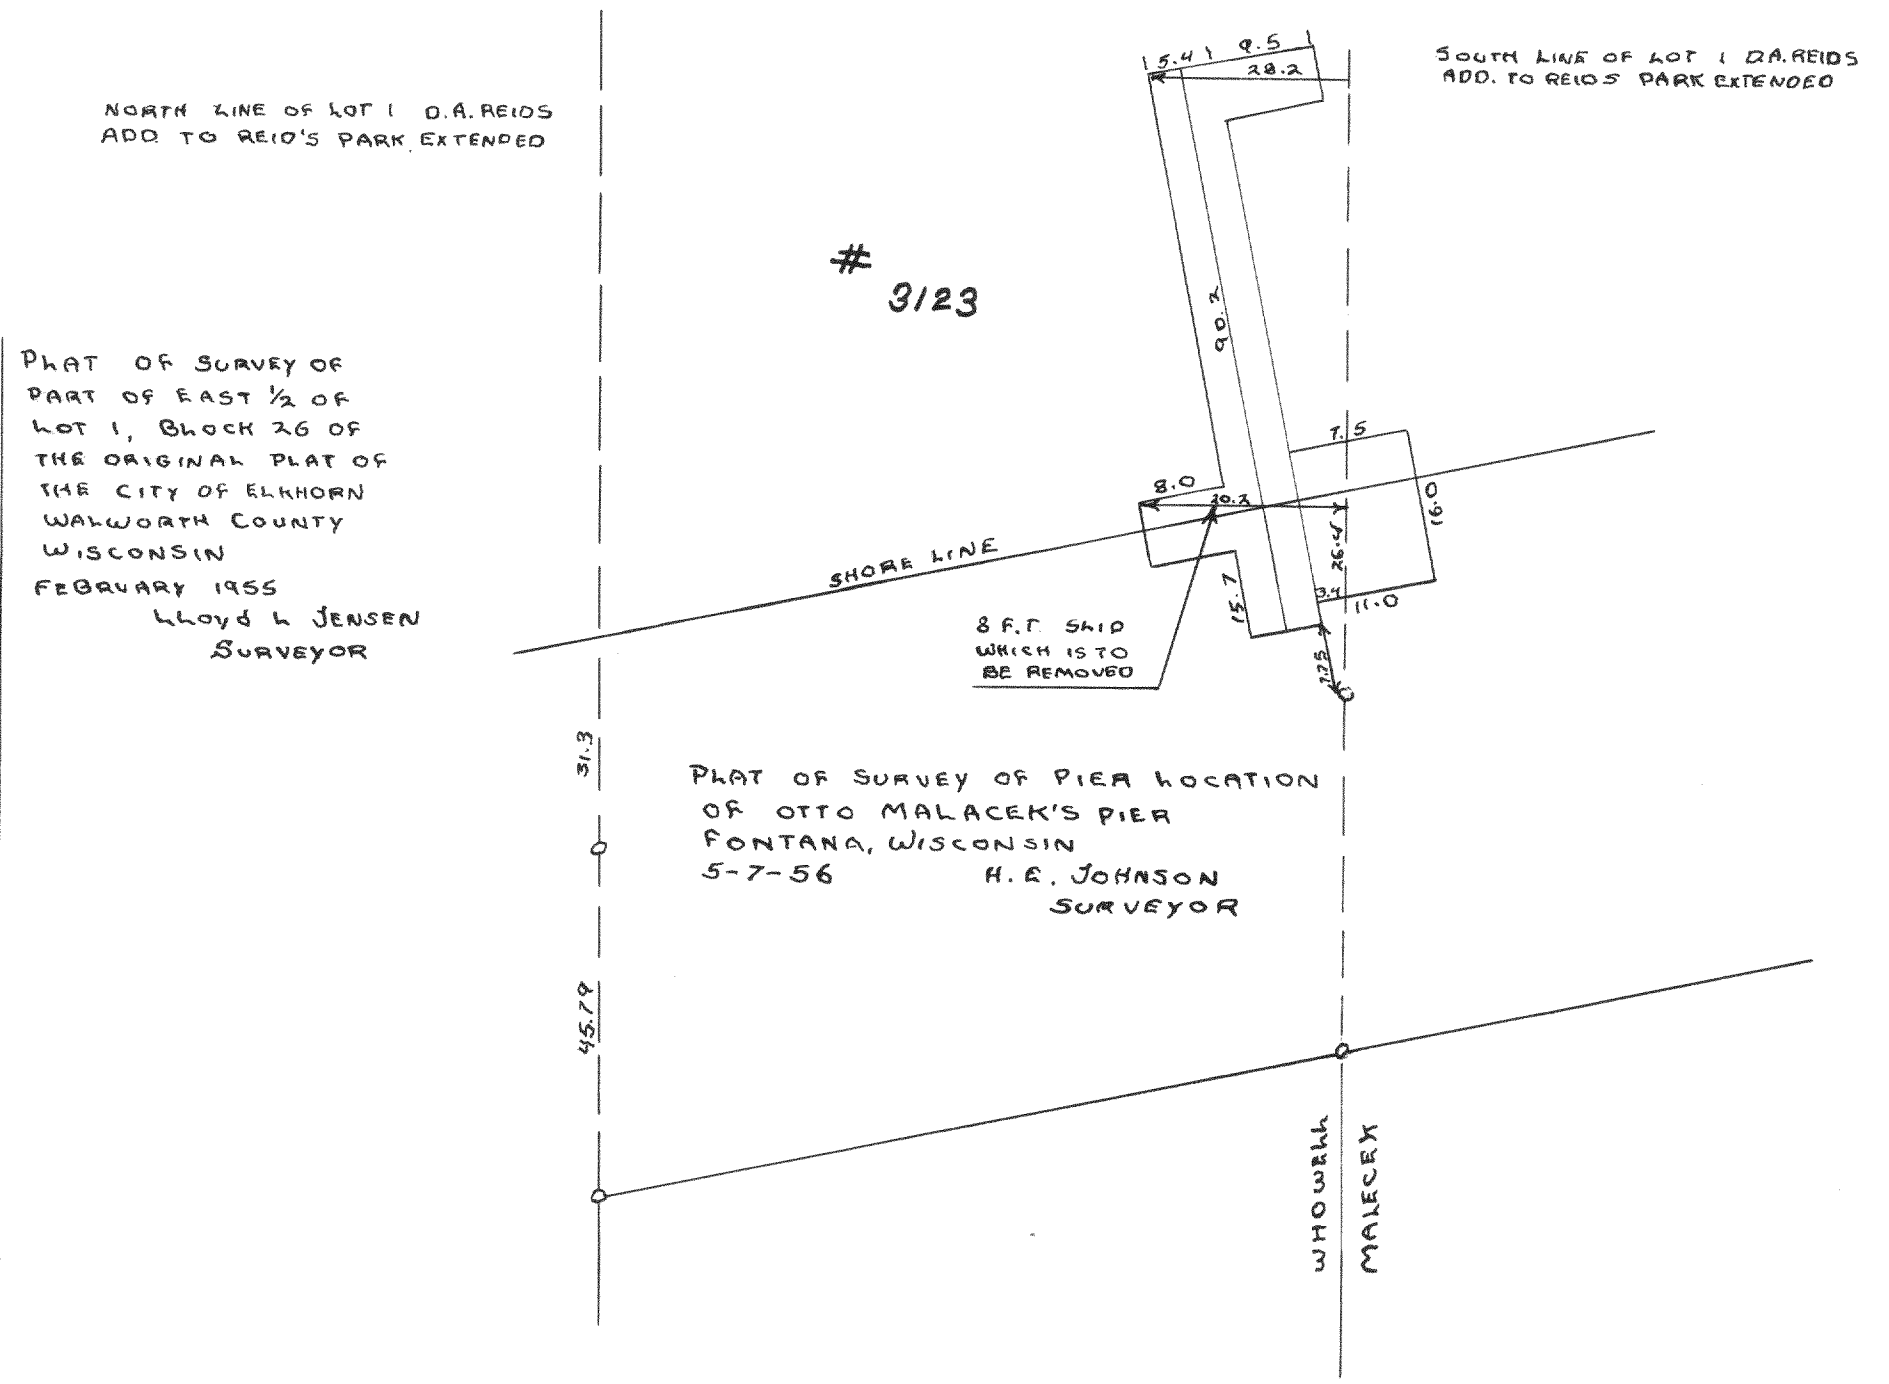 NORTH LINE OF LOT 1 D.A. REIDS
ADD. TO REID'S PARK EXTENDED
SOUTH LINE OF LOT 1 D.A. REIDS
ADD. TO REIDS PARK EXTENDED
5.4
9.5
28.2
#
3123
90.2
PLAT OF SURVEY OF
PART OF EAST 1/2 OF
LOT 1, BLOCK 26 OF
THE ORIGINAL PLAT OF
THE CITY OF ELKHORN
WALWORTH COUNTY
WISCONSIN
FEBRUARY 1955
LLOYD L JENSEN
SURVEYOR
7.5
8.0
20.2
16.0
26.4
SHORE LINE
15.7
3.4
11.0
8 F.T. SLIP
WHICH IS TO
BE REMOVED
7.75
31.3
PLAT OF SURVEY OF PIER LOCATION
OF OTTO MALACEK'S PIER
FONTANA, WISCONSIN
5-7-56 H. E. JOHNSON
SURVEYOR
45.79
WHOWELL
MALECEK